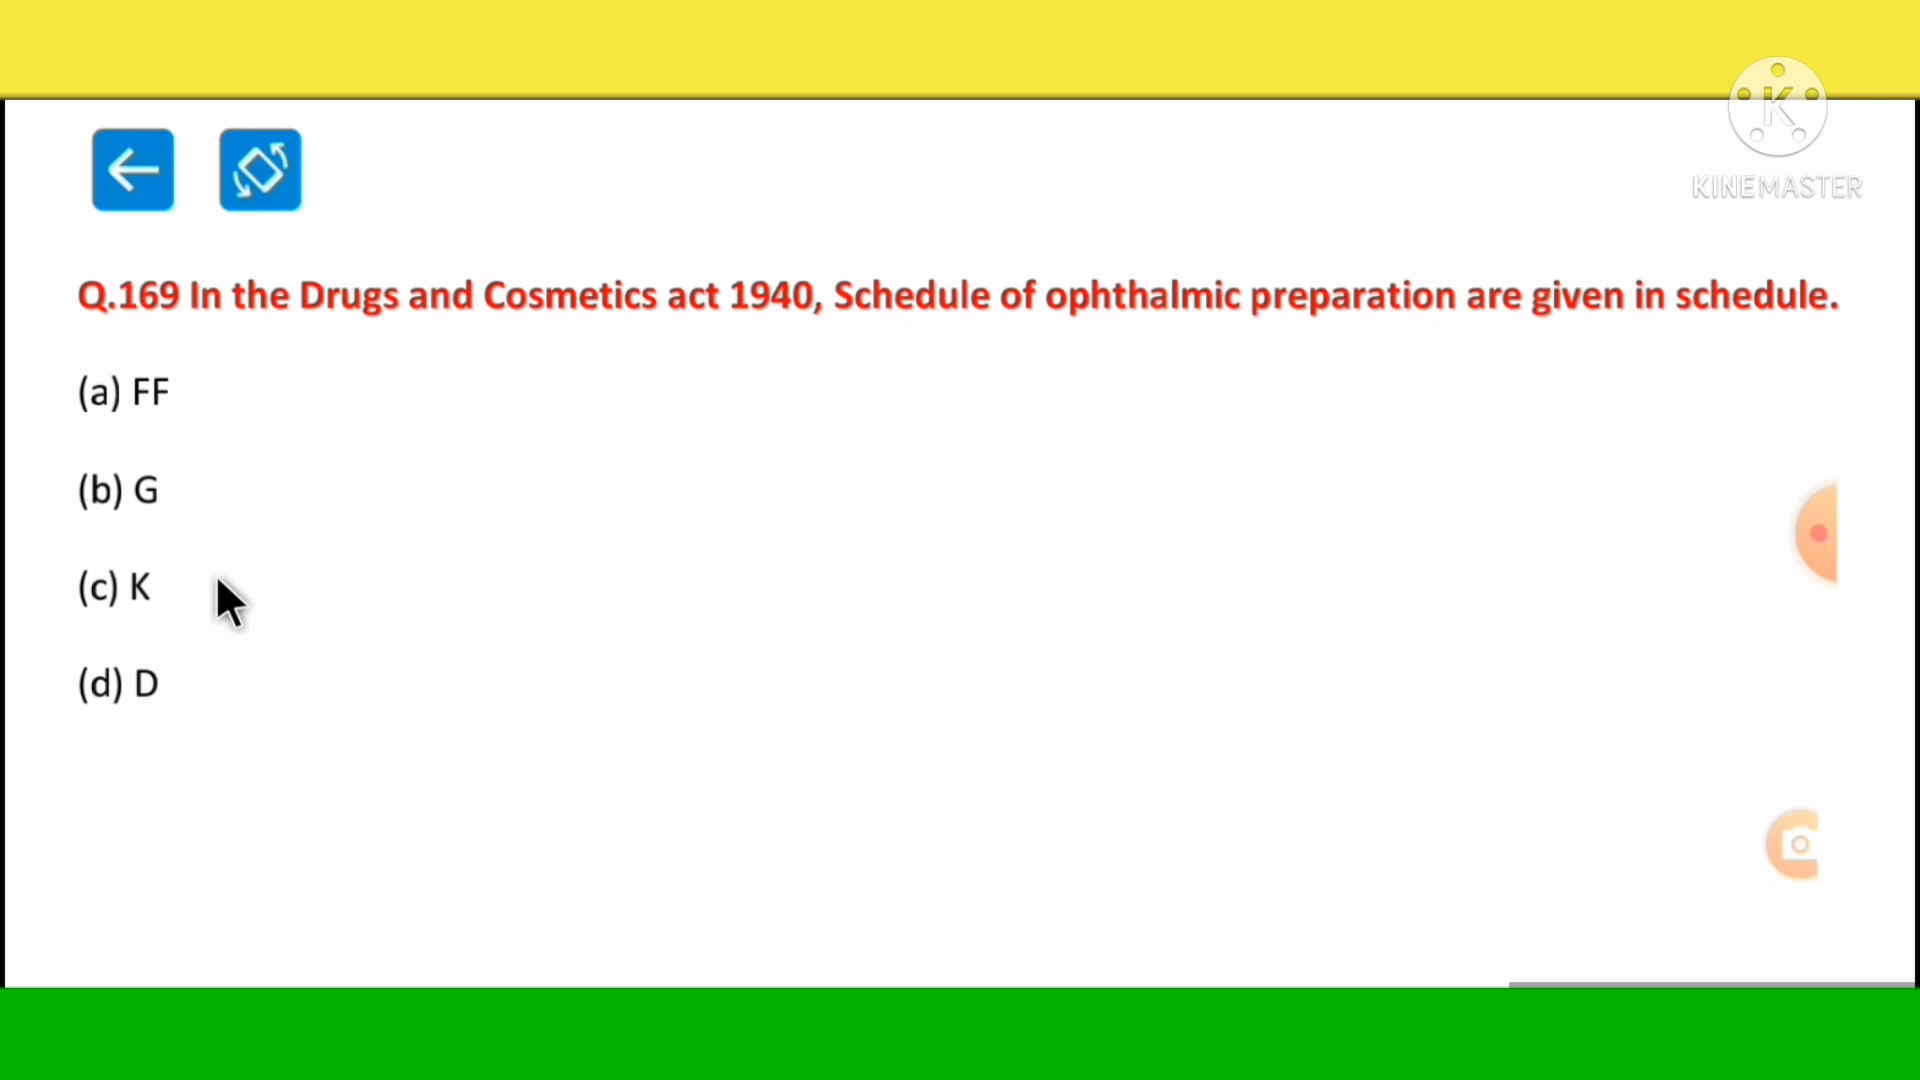 K
KINEMASTER
Q.169 In the Drugs and Cosmetics act 1940, Schedule of ophthalmic preparation are given in schedule.
(a) FF
(b) G
(c) K
(d) D